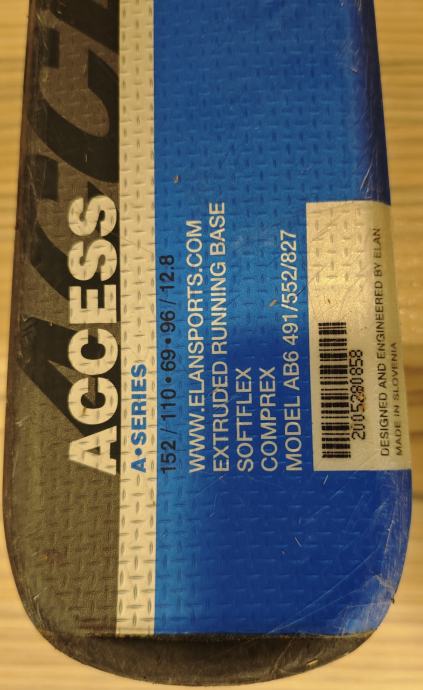 ACCESS
A•SERIES
152 / 110•69•96 / 12.8
WWW.ELANSPORTS.COM
EXTRUDED RUNNING BASE
SOFTFLEX
COMPREX
MODEL AB6 491/552/827
2005280858
DESIGNED AND ENGINEERED BY ELAN
MADE IN SLOVENIA